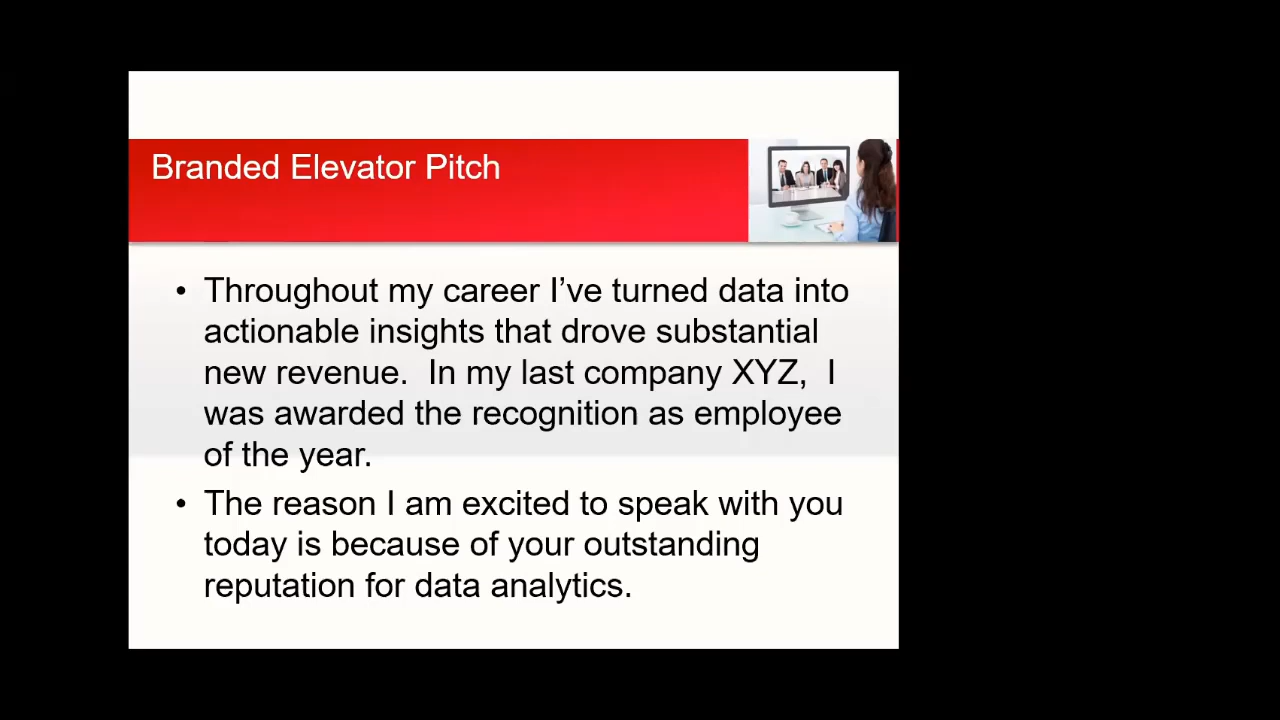 Branded Elevator Pitch
• Throughout my career I’ve turned data into
actionable insights that drove substantial
new revenue.  In my last company XYZ,  I
was awarded the recognition as employee
of the year.
• The reason I am excited to speak with you
today is because of your outstanding
reputation for data analytics.